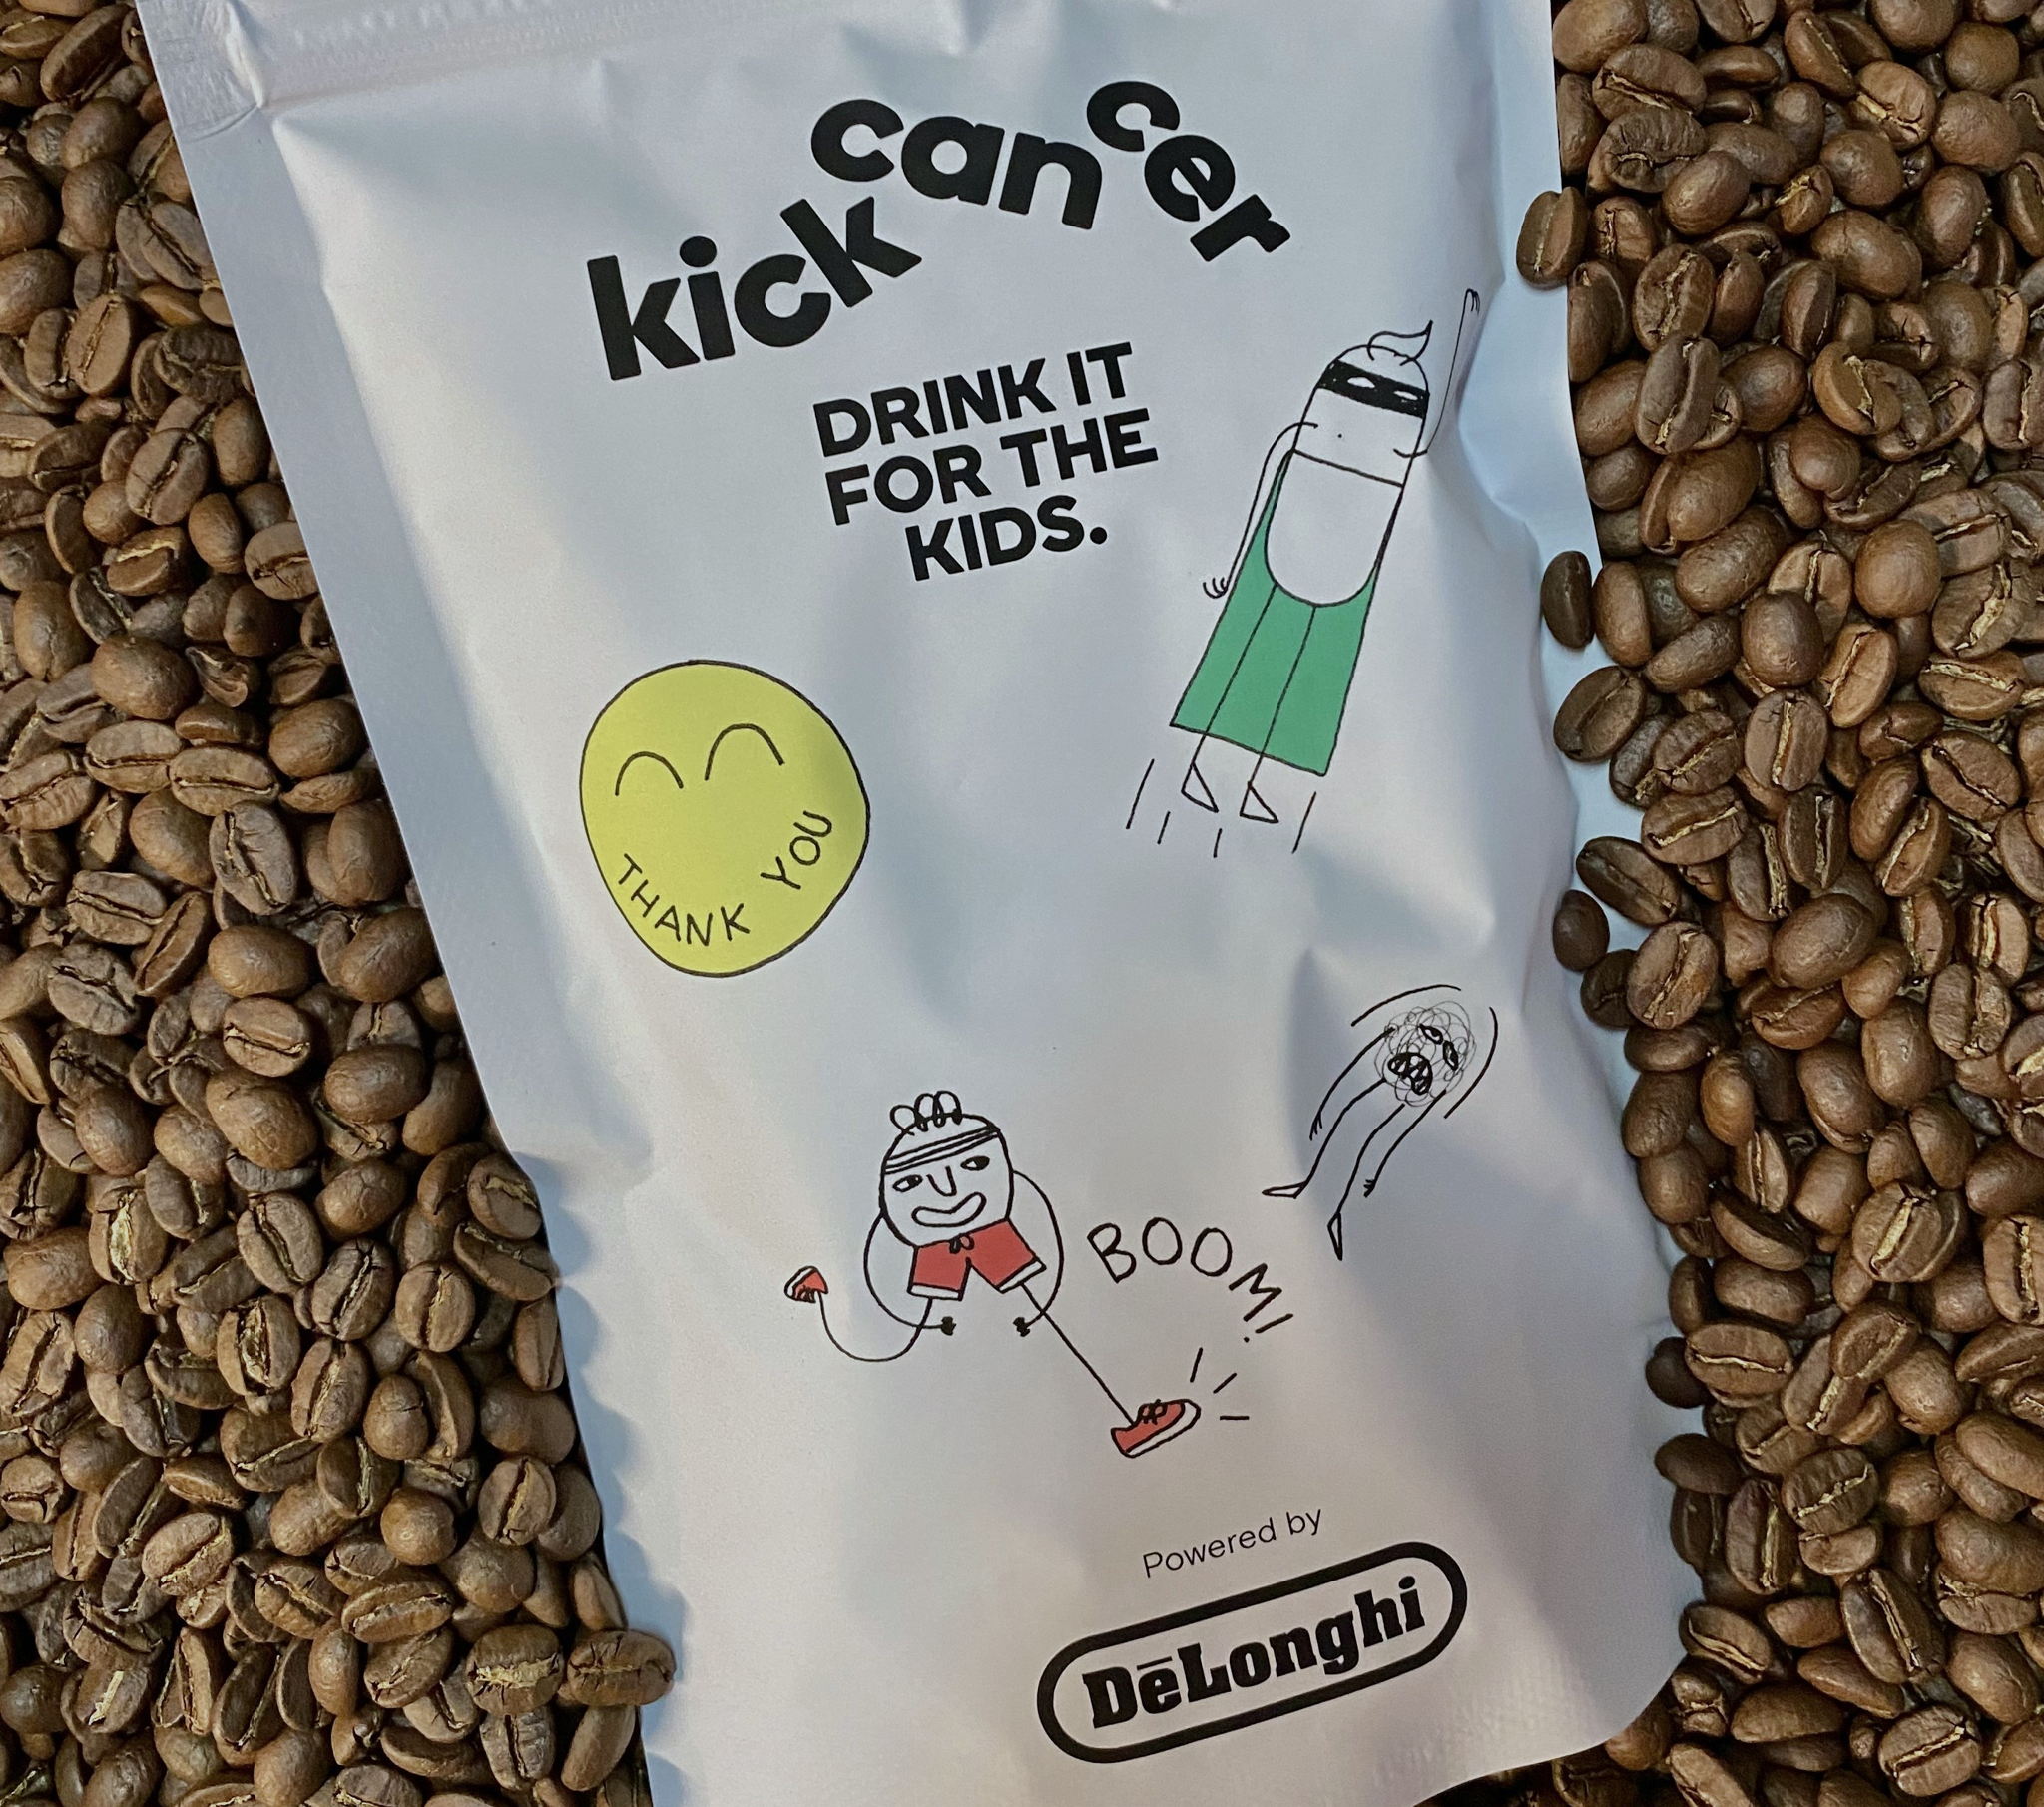 kick cancer
DRINK IT
FOR THE
KIDS.
THANK YOU
BOOM!
Powered by
DēLonghi